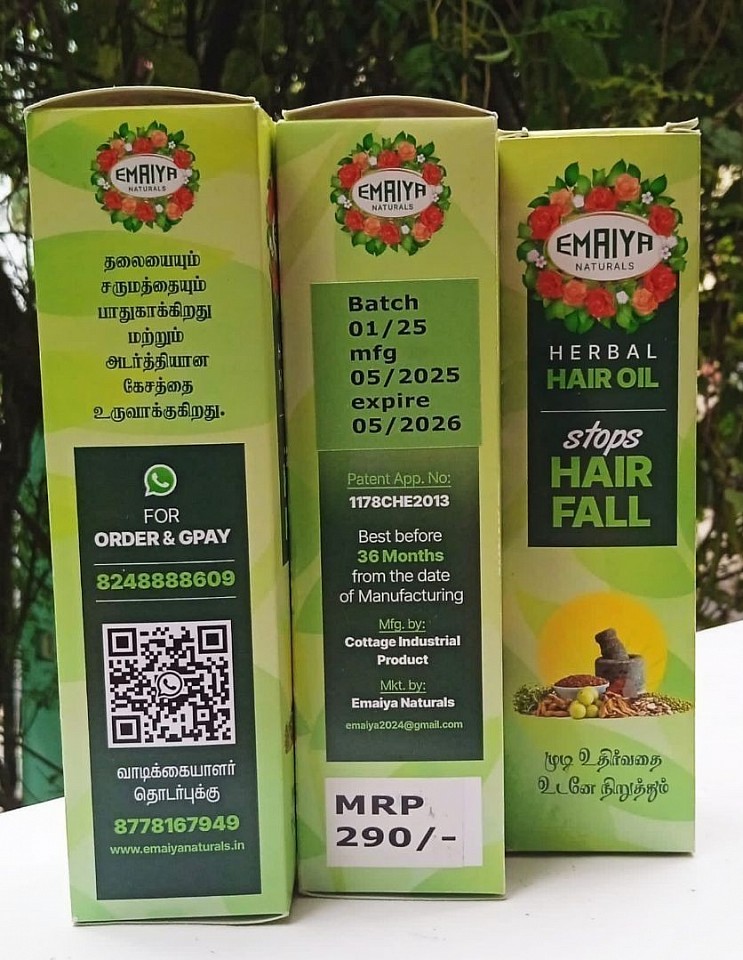 EMAIYA
NATURALS
தலையையும்
சருமத்தையும்
பாதுகாக்கிறது
மற்றும்
அடர்த்தியான
கேசத்தை
உருவாக்குகிறது.
FOR
ORDER & GPAY
8248888609
வாடிக்கையாளர்
தொடர்புக்கு
8778167949
www.emaiyanaturals.in
EMAIYA
NATURALS
Batch
01/25
mfg
05/2025
expire
05/2026
Patent App. No:
1178CHE2013
Best before
36 Months
from the date
of Manufacturing
Mfg. by:
Cottage Industrial
Product
Mkt. by:
Emaiya Naturals
emaiya2024@gmail.com
MRP
290/-
EMAIYA
NATURALS
HERBAL
HAIR OIL
stops
HAIR
FALL
முடி உதிர்வதை
உடனே நிறுத்தும்